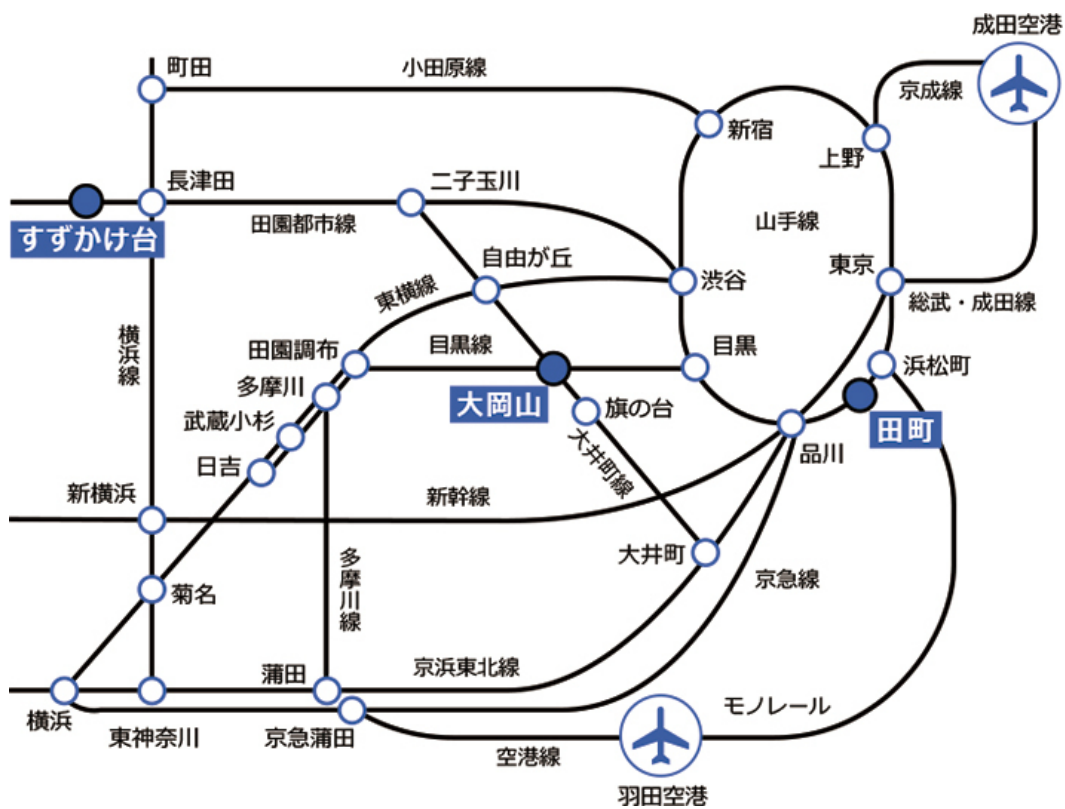 成田空港
町田
小田原線
京成線
新宿
上野
長津田
二子玉川
すずかけ台
田園都市線
山手線
自由が丘
東京
渋谷
東横線
総武・成田線
横浜線
田園調布
目黒線
目黒
浜松町
多摩川
大岡山
旗の台
田町
武蔵小杉
大井町線
品川
日吉
新横浜
新幹線
大井町
多摩川線
京急線
菊名
蒲田
京浜東北線
横浜
東神奈川
京急蒲田
モノレール
空港線
羽田空港